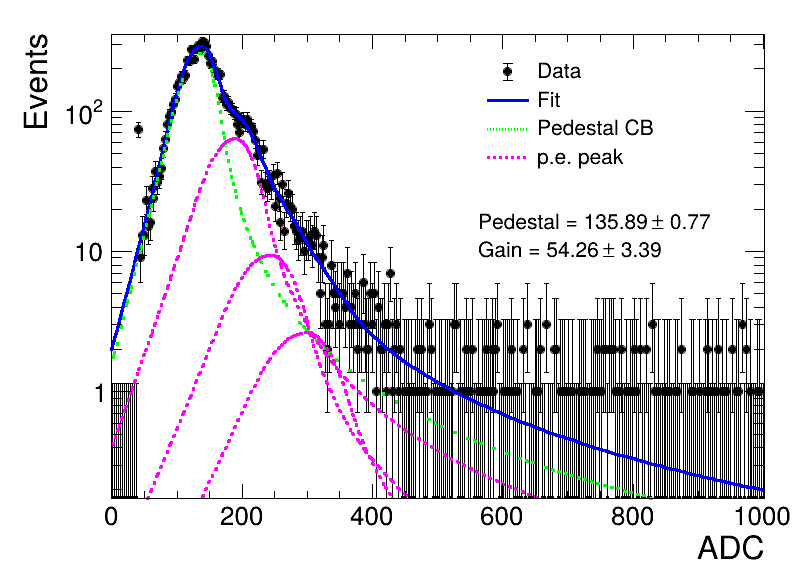 Events
10²
10
1
Data
Fit
Pedestal CB
p.e. peak
Pedestal = 135.89 ± 0.77
Gain = 54.26 ± 3.39
0 200 400 600 800 1000
ADC